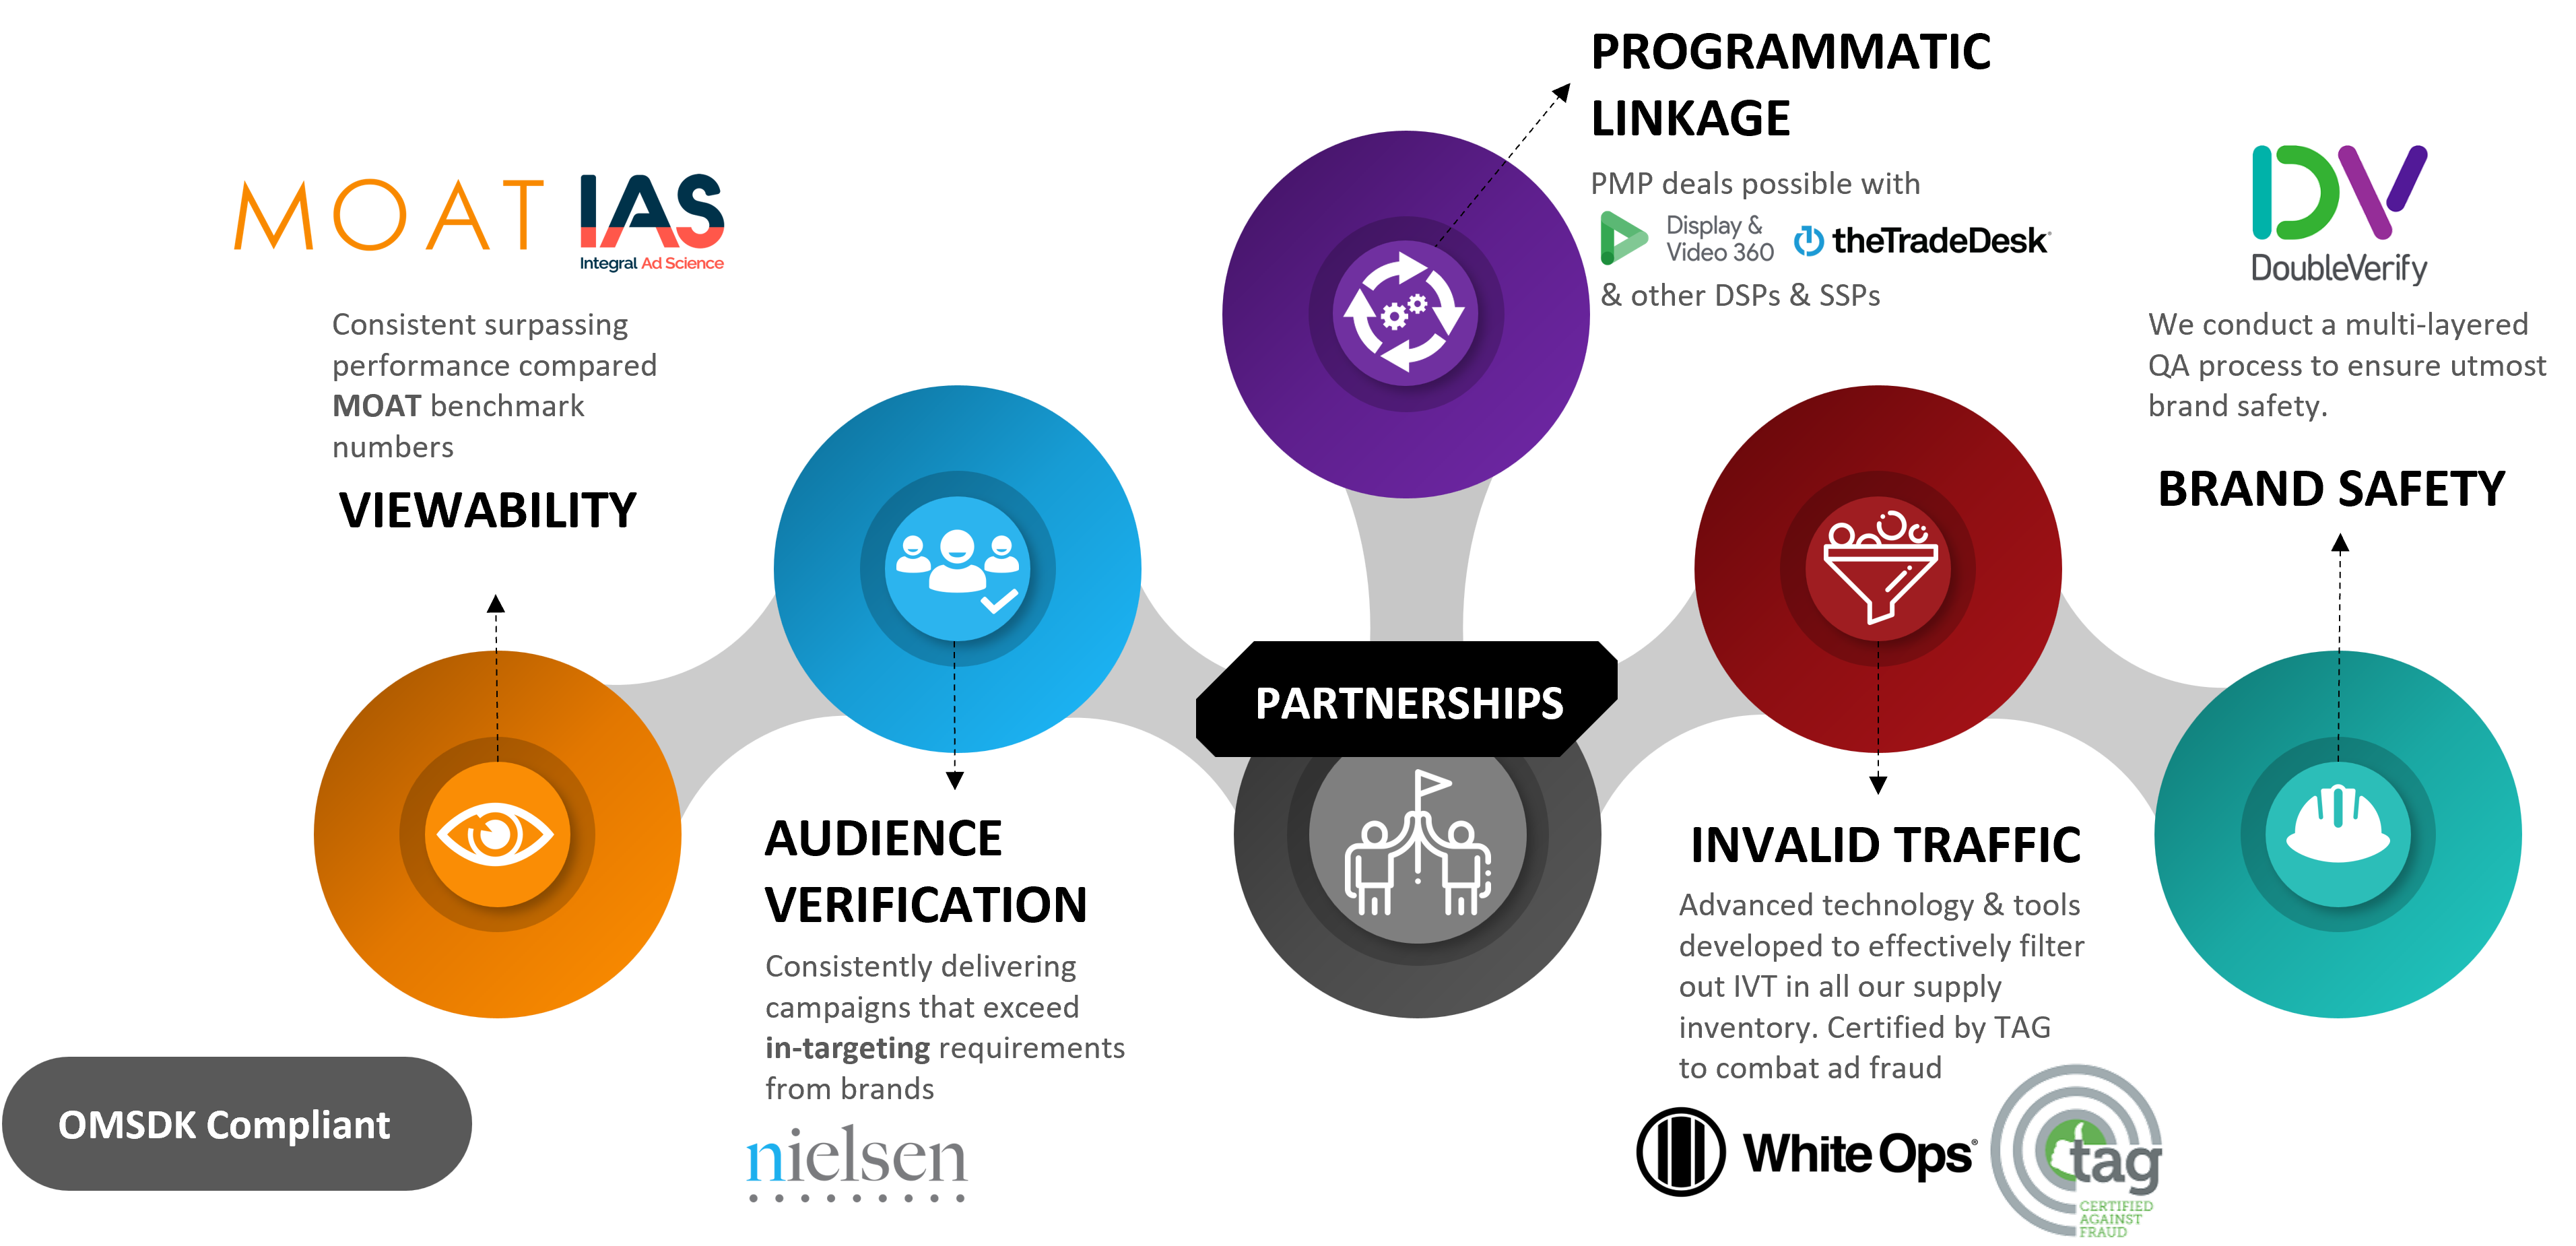 MOAT
IAS
Integral Ad Science
Consistent surpassing
performance compared
MOAT benchmark
numbers
VIEWABILITY
OMSDK Compliant
AUDIENCE
VERIFICATION
Consistently delivering
campaigns that exceed
in-targeting requirements
from brands
nielsen
PROGRAMMATIC
LINKAGE
PMP deals possible with
Display &
Video 360
theTradeDesk
& other DSPs & SSPs
PARTNERSHIPS
INVALID TRAFFIC
Advanced technology & tools
developed to effectively filter
out IVT in all our supply
inventory. Certified by TAG
to combat ad fraud
White Ops®
tag
CERTIFIED
AGAINST
FRAUD
DV
DoubleVerify
We conduct a multi-layered
QA process to ensure utmost
brand safety.
BRAND SAFETY